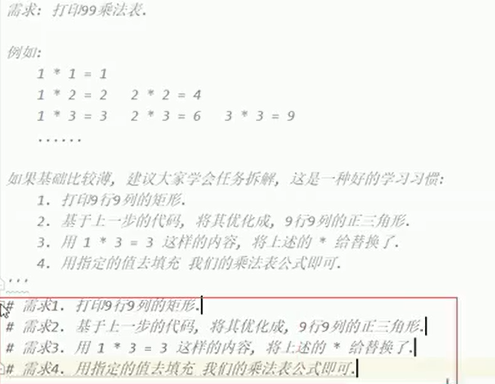 需求: 打印99乘法表.
例如:
1 * 1 = 1
1 * 2 = 2 2 * 2 = 4
1 * 3 = 3 2 * 3 = 6 3 * 3 = 9
......
如果基础比较薄, 建议大家学会任务拆解, 这是一种好的学习习惯:
1. 打印9行9列的矩形.
2. 基于上一步的代码, 将其优化成, 9行9列的正三角形.
3. 用 1 * 3 = 3 这样的内容, 将上述的 * 给替换了.
4. 用指定的值去填充 我们的乘法表公式即可.
'''
# 需求1. 打印9行9列的矩形.
# 需求2. 基于上一步的代码, 将其优化成, 9行9列的正三角形.
# 需求3. 用 1 * 3 = 3 这样的内容, 将上述的 * 给替换了.
# 需求4. 用指定的值去填充 我们的乘法表公式即可.